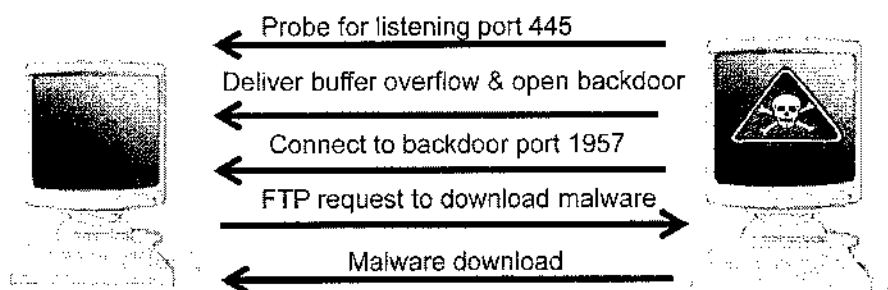 Probe for listening port 445
Deliver buffer overflow & open backdoor
Connect to backdoor port 1957
FTP request to download malware
Malware download